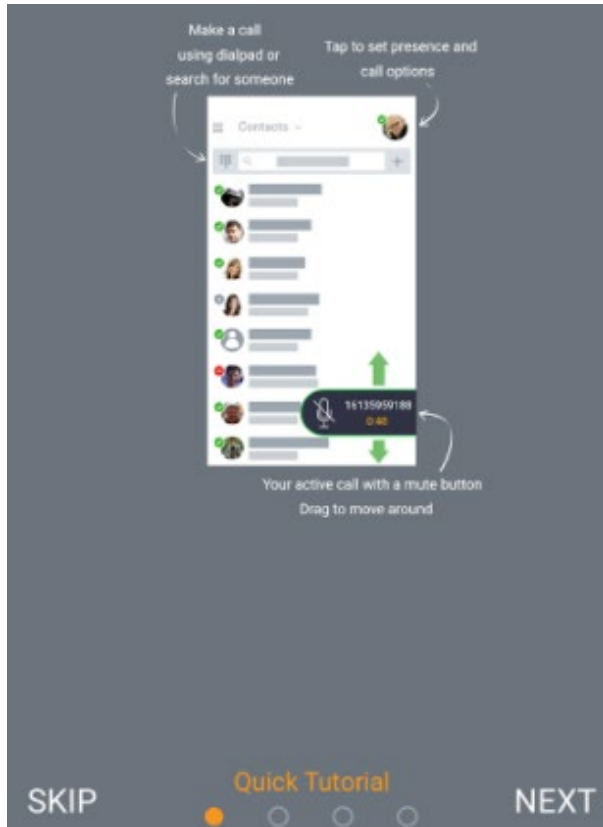 Make a call
using dialpad or
search for someone
Tap to set presence and
call options
Contacts
16135959188
0:48
Your active call with a mute button
Drag to move around
Quick Tutorial
SKIP
NEXT